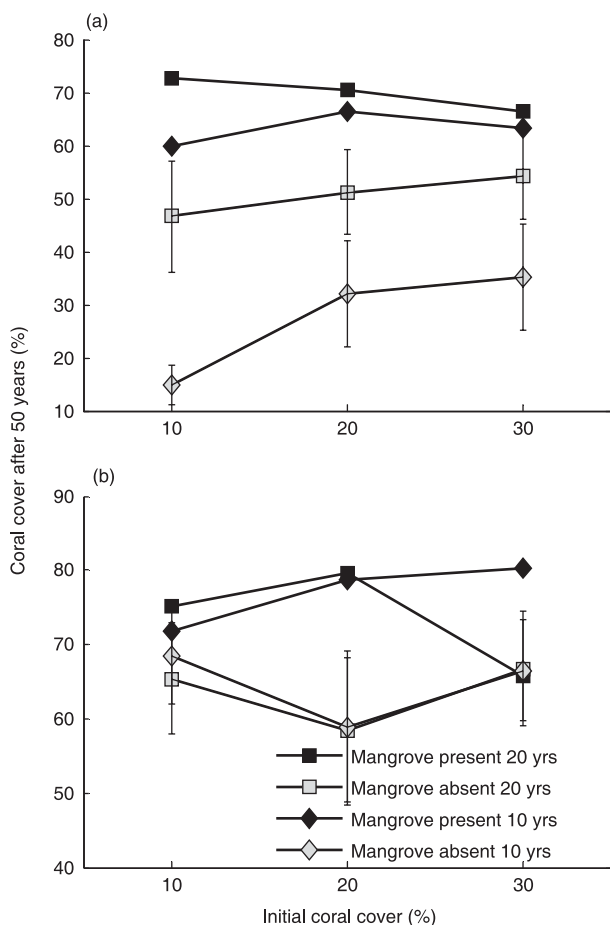 (a)
80
70
60
50
40
30
20
10
10 20 30
Coral cover after 50 years (%)
(b)
90
80
70
60
50
40
Mangrove present 20 yrs
Mangrove absent 20 yrs
Mangrove present 10 yrs
Mangrove absent 10 yrs
10 20 30
Initial coral cover (%)